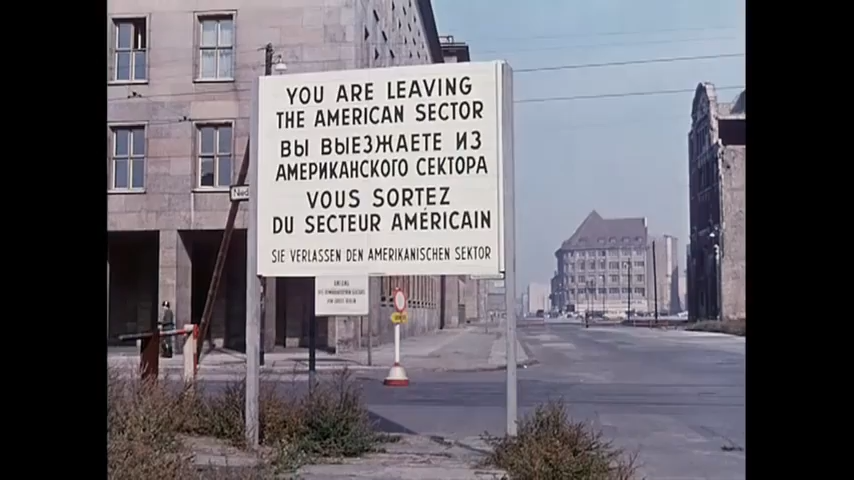 YOU ARE LEAVING
THE AMERICAN SECTOR
ВЫ ВЫЕЗЖАЕТЕ ИЗ
АМЕРИКАНСКОГО СЕКТОРА
VOUS SORTEZ
DU SECTEUR AMÉRICAIN
SIE VERLASSEN DEN AMERIKANISCHEN SEKTOR